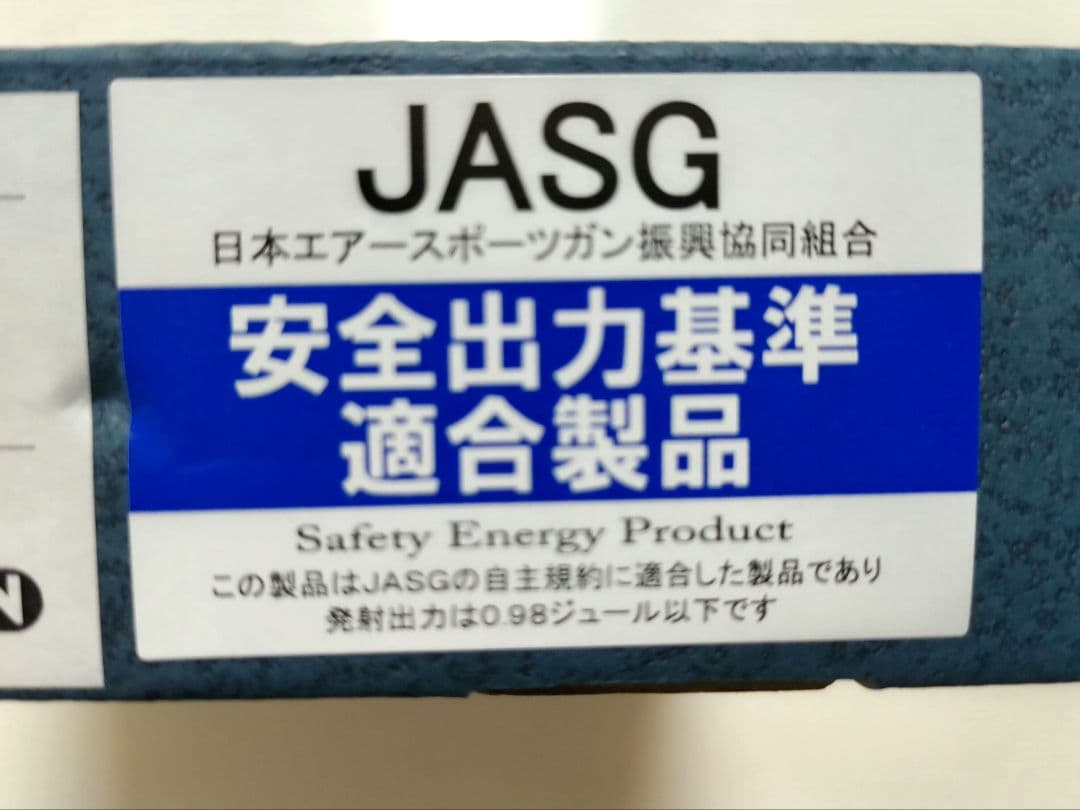 JASG
日本エアースポーツガン振興協同組合
安全出力基準
適合製品
Safety Energy Product
この製品はJASGの自主規約に適合した製品であり
発射出力は0.98ジュール以下です
N